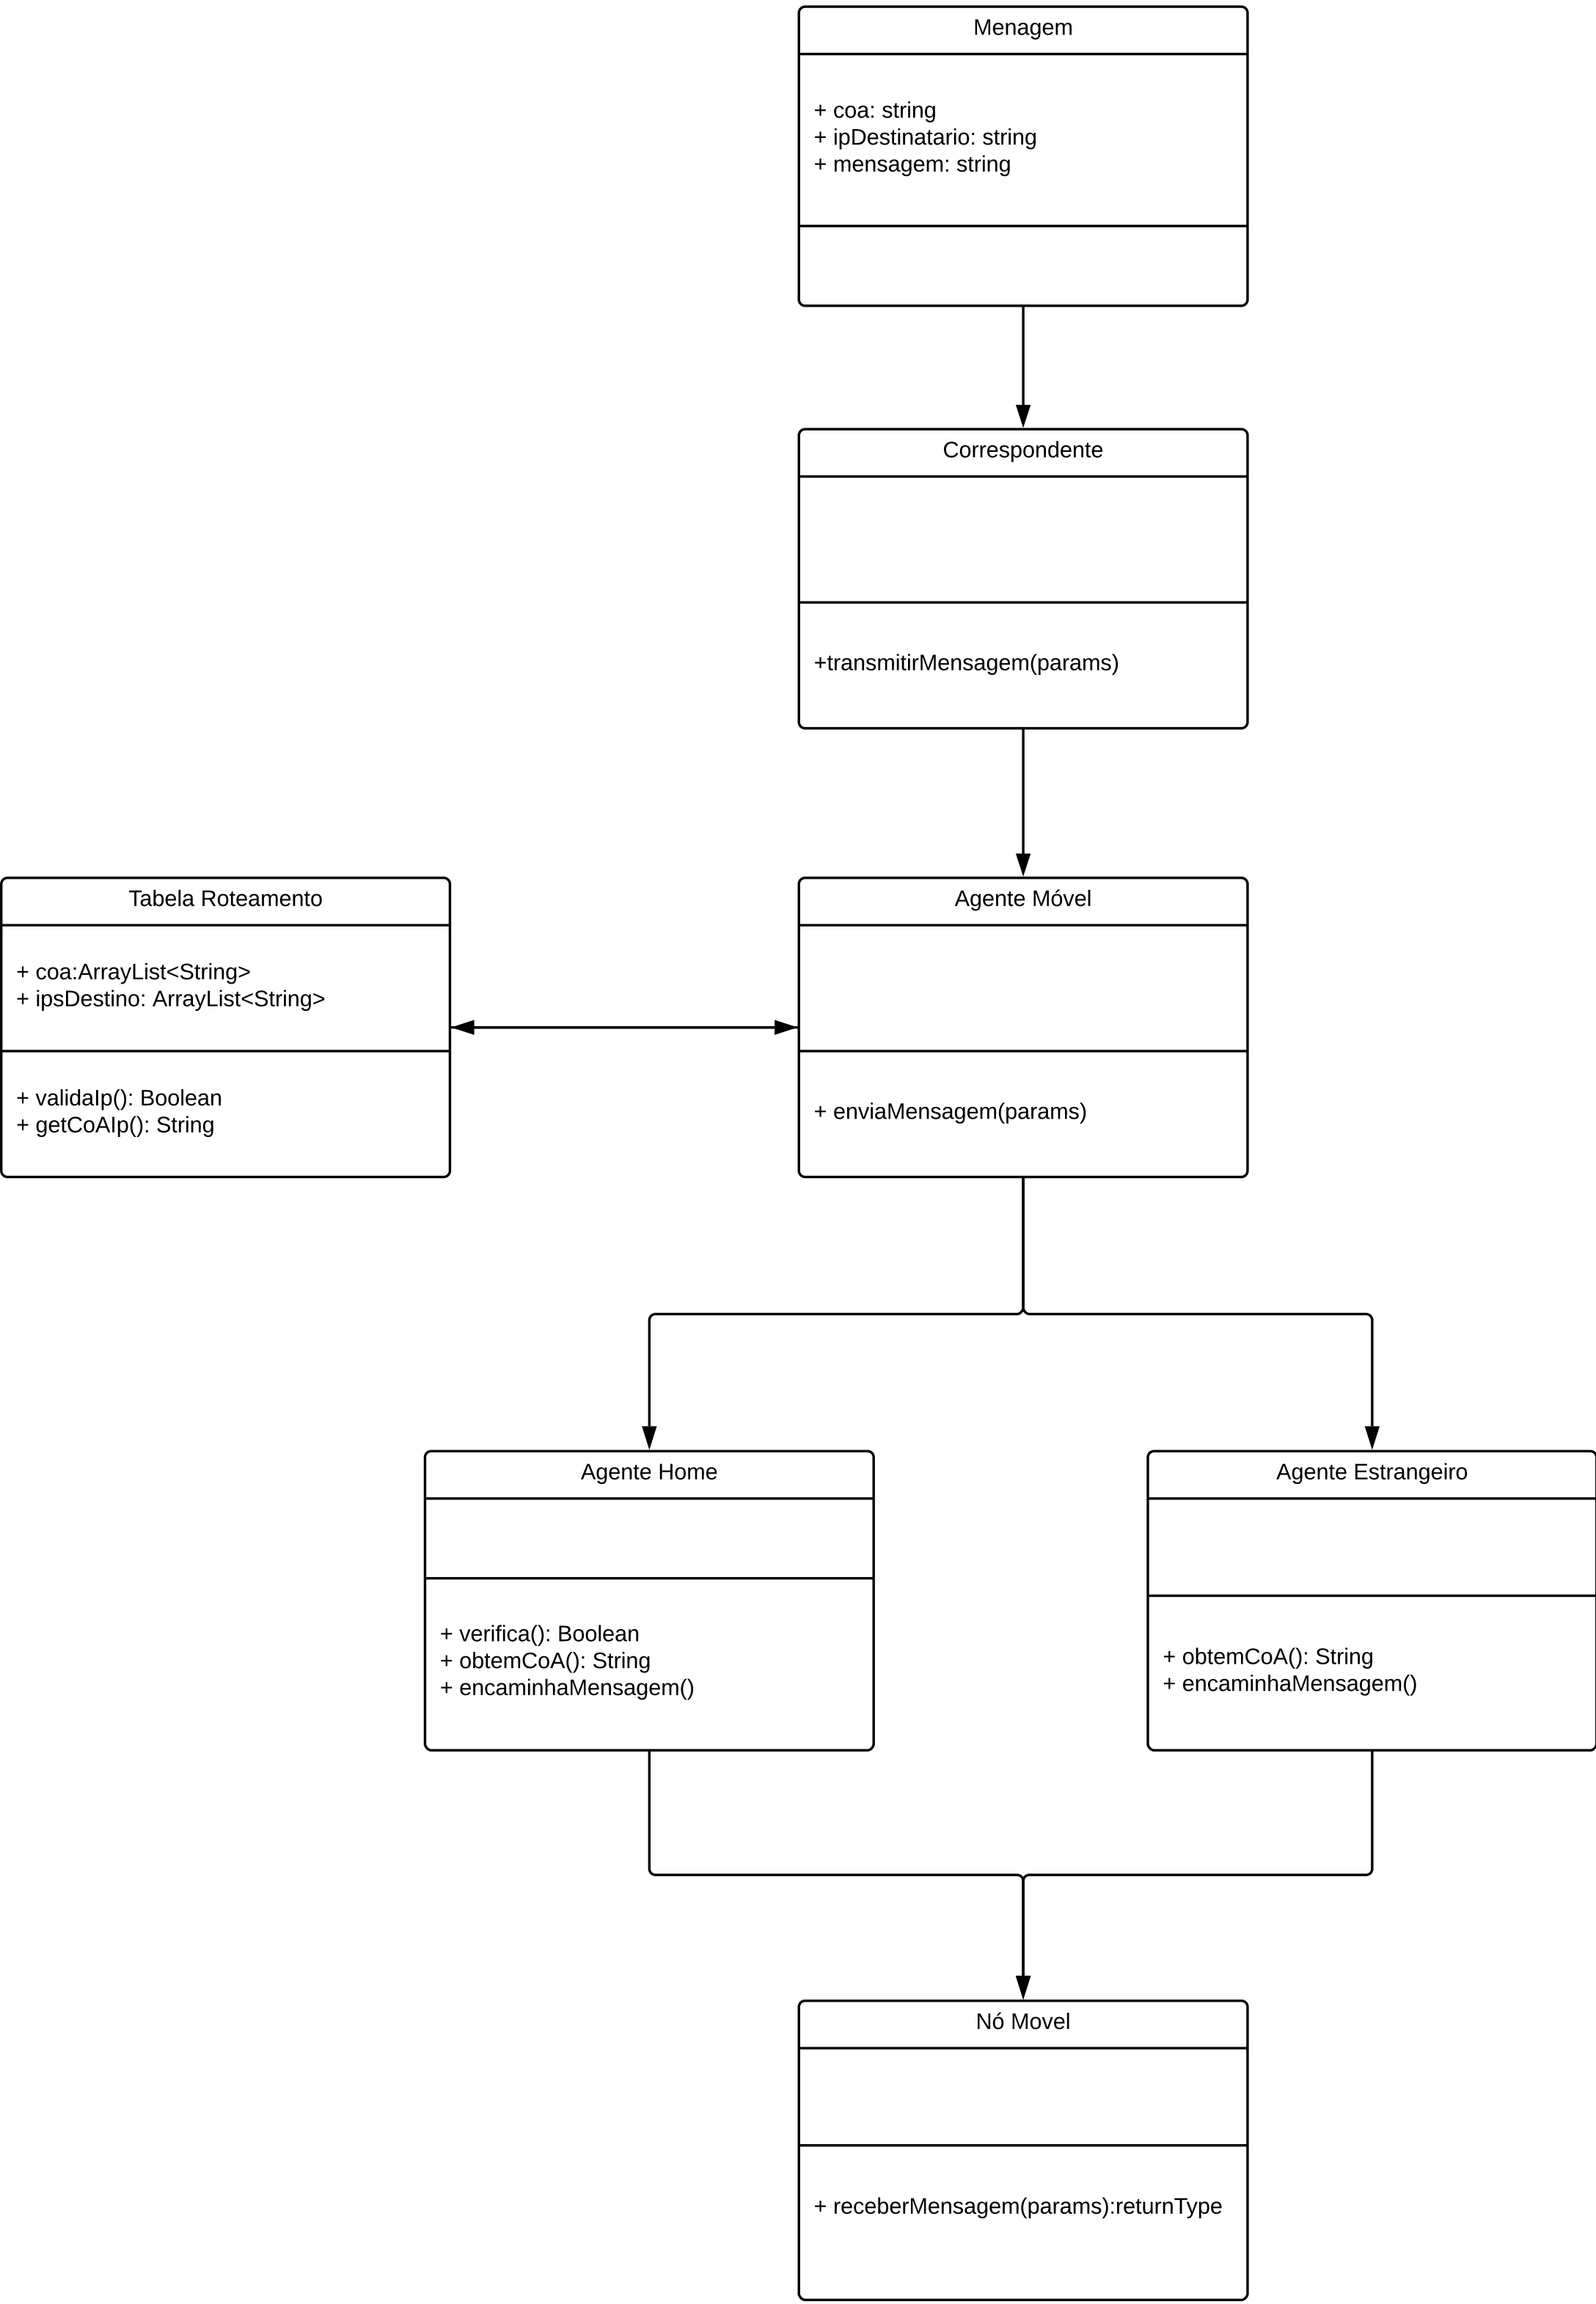 Menagem
+ coa: string
+ ipDestinatario: string
+ mensagem: string
Correspondente
+transmitirMensagem(params)
Tabela Roteamento
+ coa:ArrayList<String>
+ ipsDestino: ArrayList<String>
+ validaIp(): Boolean
+ getCoAIp(): String
Agente Móvel
+ enviaMensagem(params)
Agente Home
+ verifica(): Boolean
+ obtemCoA(): String
+ encaminhaMensagem()
Agente Estrangeiro
+ obtemCoA(): String
+ encaminhaMensagem()
Nó Movel
+ receberMensagem(params):returnType